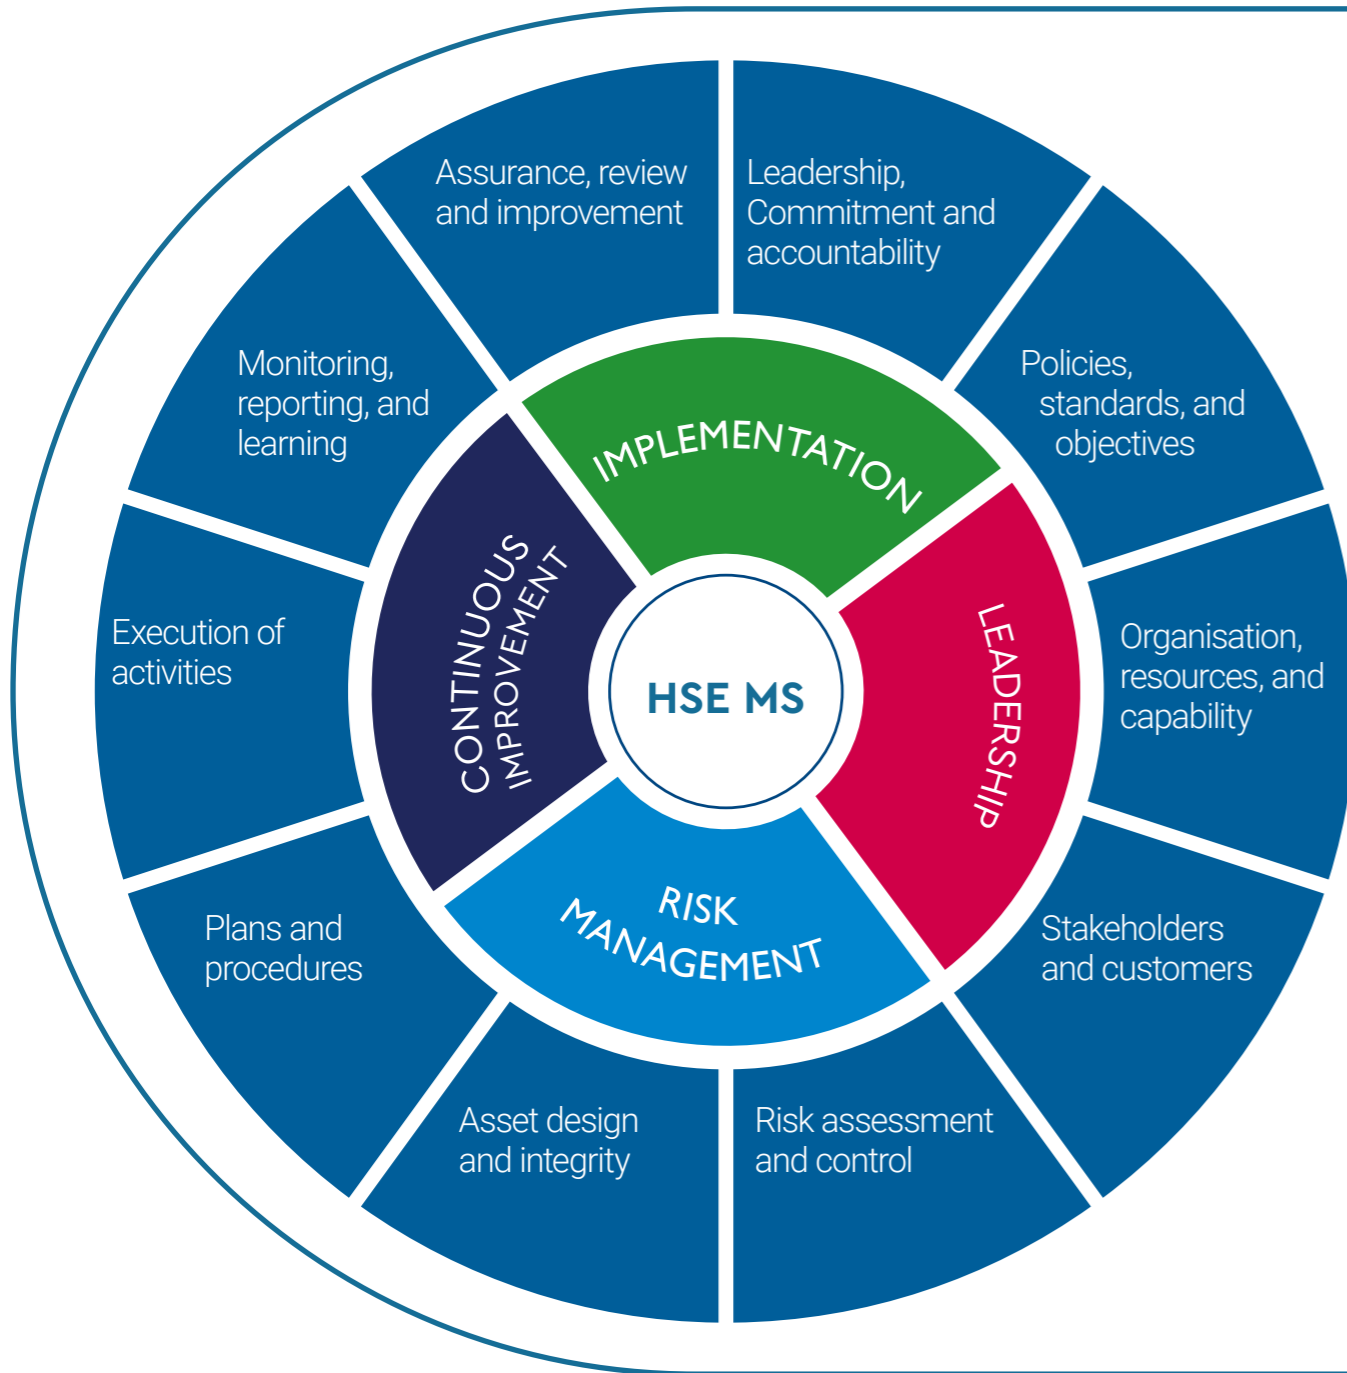 Assurance, review
and improvement
Leadership,
Commitment and
accountability
Policies,
standards, and
objectives
Organisation,
resources, and
capability
Stakeholders
and customers
Risk assessment
and control
Asset design
and integrity
Plans and
procedures
Execution of
activities
Monitoring,
reporting, and
learning
IMPLEMENTATION
LEADERSHIP
RISK
MANAGEMENT
CONTINUOUS
IMPROVEMENT
HSE MS